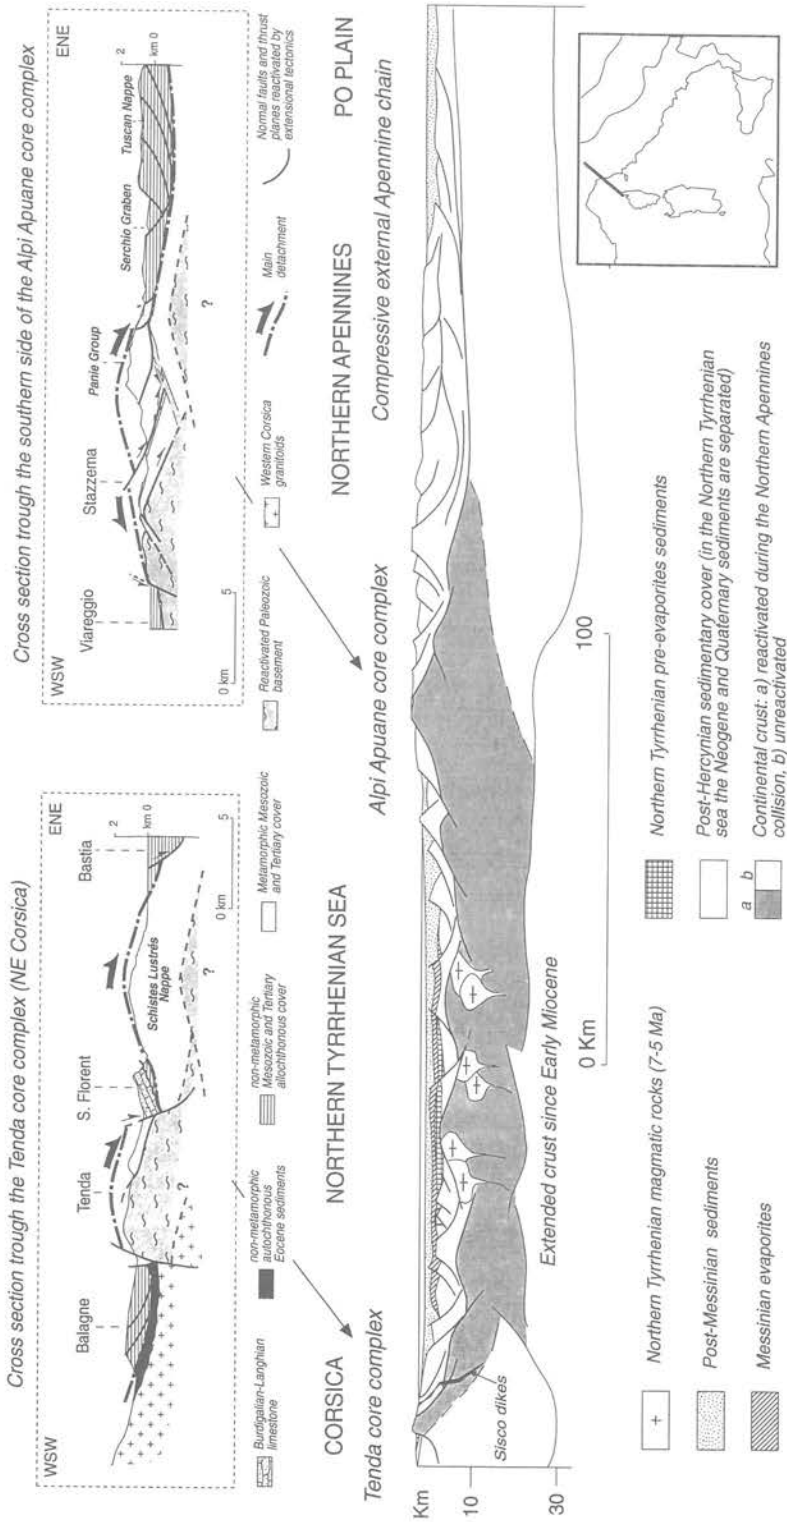 Cross section trough the Tenda core complex (NE Corsica)
WSW
ENE
Balagne
Tenda
S. Florent
Bastia
Schistes Lustrés
Nappe
2
km 0
?
?
0 km
5
Cross section trough the southern side of the Alpi Apuane core complex
WSW
ENE
Viareggio
Stazzema
Panie Group
Serchio Graben
Tuscan Nappe
2
km 0
?
0 km
5
Burdigalian-Langhian
limestone
non-metamorphic
autochthonous
Eocene sediments
non-metamorphic
Mesozoic and Tertiary
allochthonous cover
Metamorphic Mesozoic
and Tertiary cover
Reactivated Paleozoic
basement
Western Corsica
granitoids
Main
detachment
Normal faults and thrust
planes reactivated by
extensional tectonics
CORSICA
NORTHERN TYRRHENIAN SEA
NORTHERN APENNINES
PO PLAIN
Tenda core complex
Alpi Apuane core complex
Compressive external Apennine chain
Km
10
30
Sisco dikes
Extended crust since Early Miocene
0 Km
100
Northern Tyrrhenian magmatic rocks (7-5 Ma)
Post-Messinian sediments
Messinian evaporites
Northern Tyrrhenian pre-evaporites sediments
Post-Hercynian sedimentary cover (in the Northern Tyrrhenian
sea the Neogene and Quaternary sediments are separated)
a b
Continental crust: a) reactivated during the Northern Apennines
collision, b) unreactivated